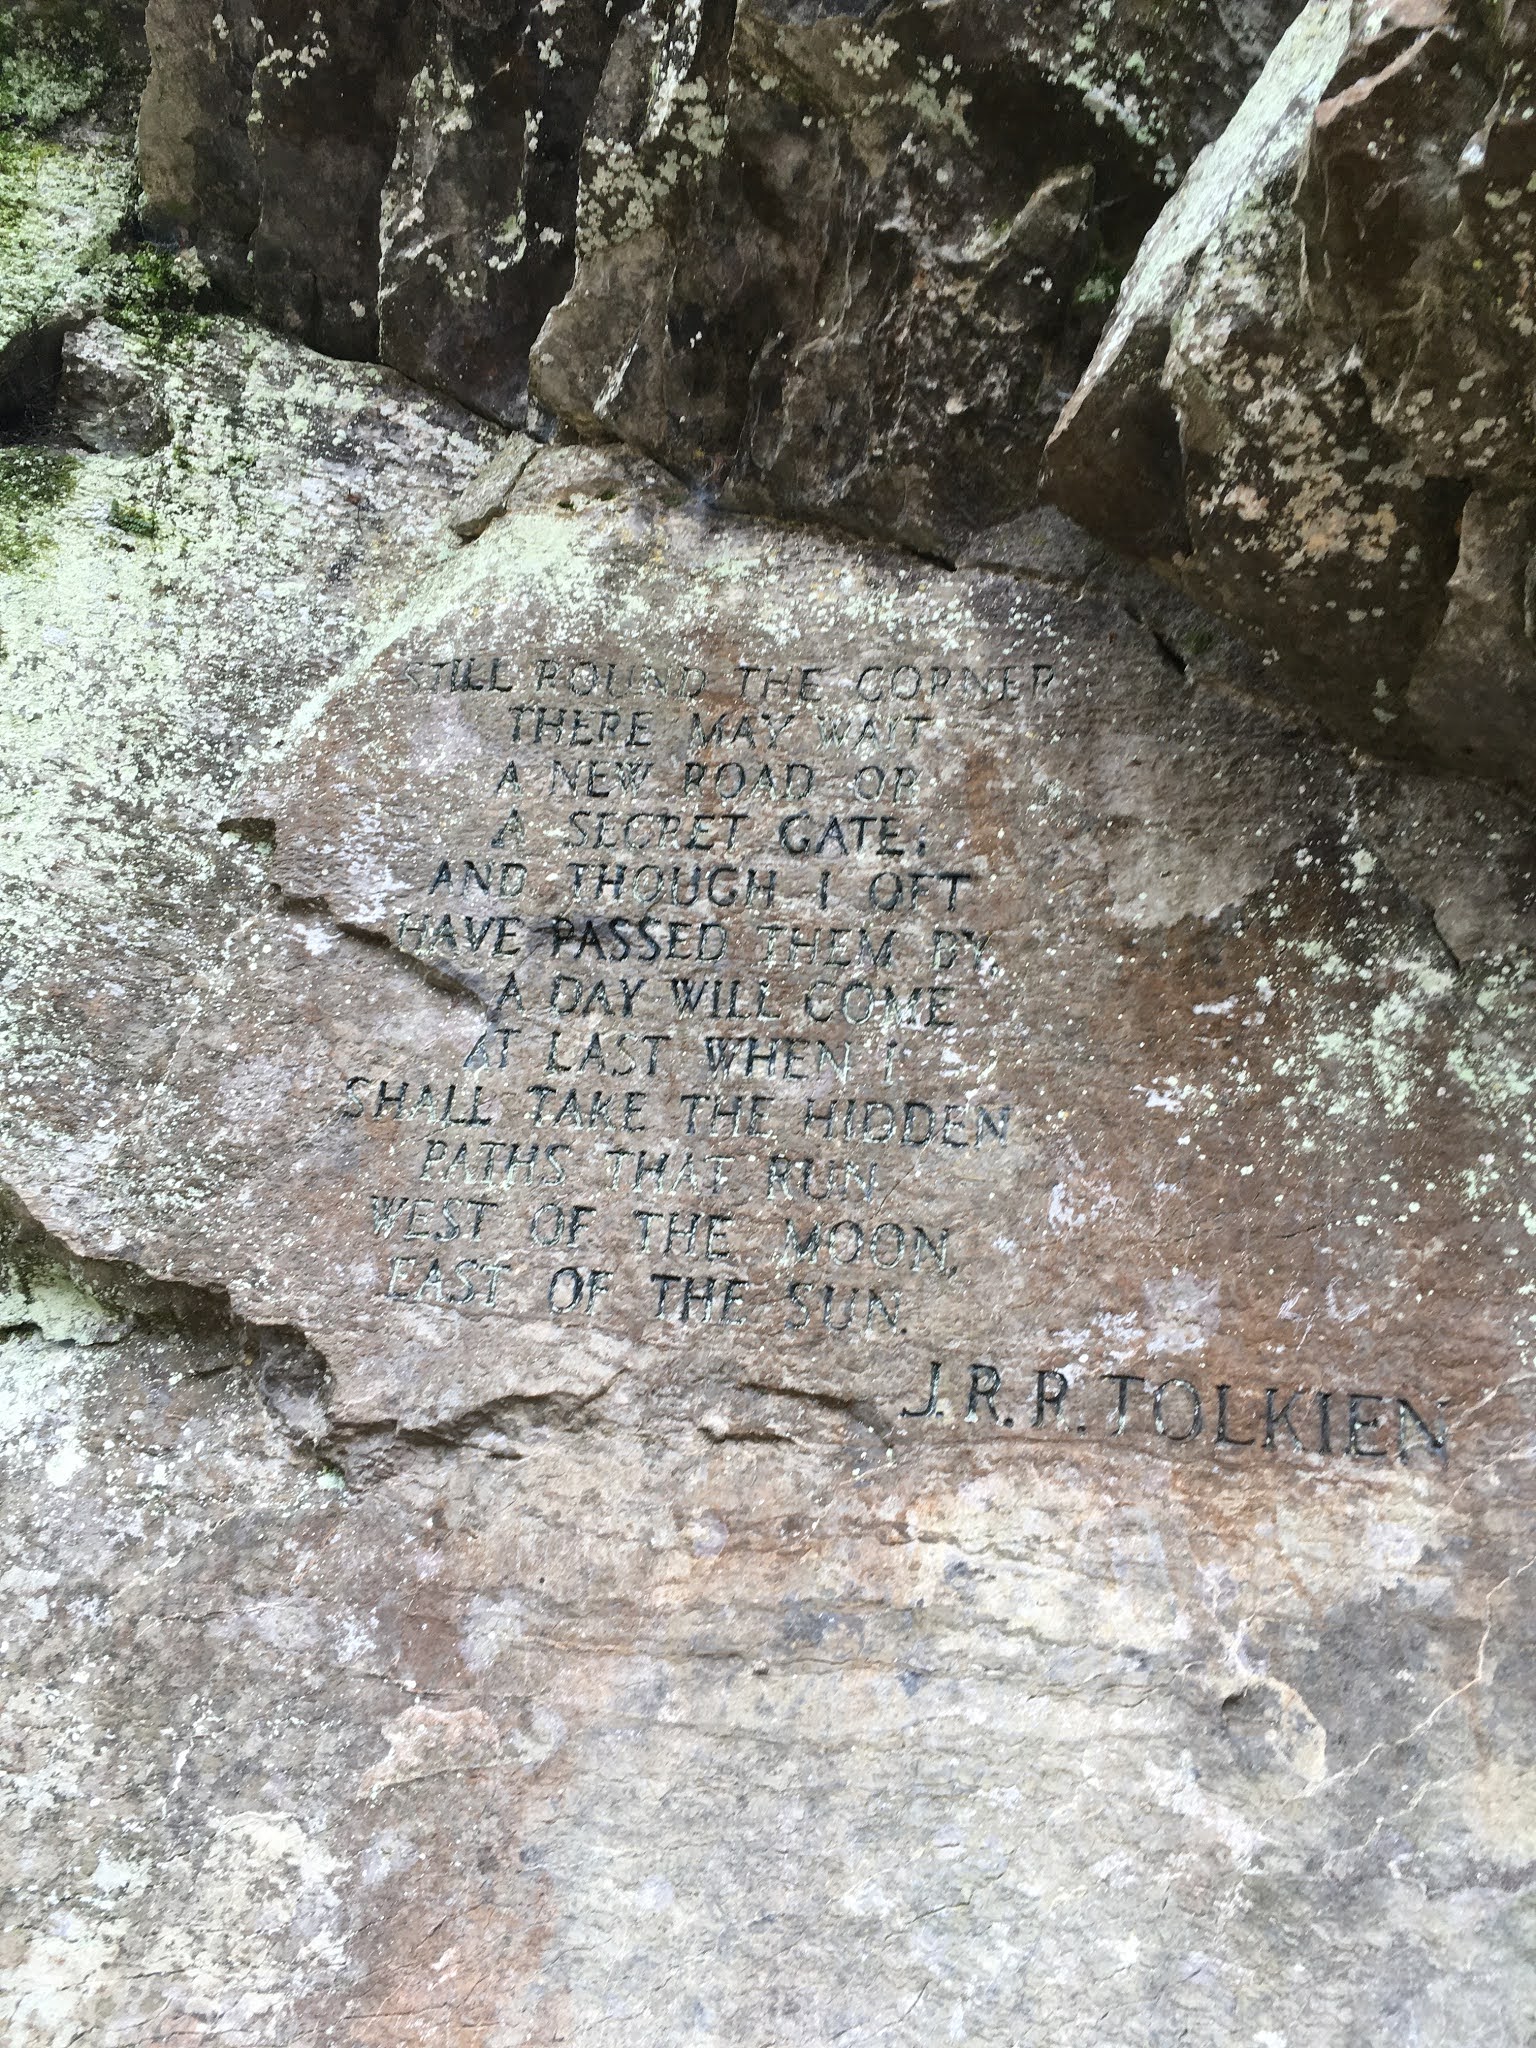 STILL ROUND THE CORNER
THERE MAY WAIT
A NEW ROAD OR
A SECRET GATE;
AND THOUGH I OFT
HAVE PASSED THEM BY,
A DAY WILL COME
AT LAST WHEN I
SHALL TAKE THE HIDDEN
PATHS THAT RUN
WEST OF THE MOON,
EAST OF THE SUN.
J.R.R. TOLKIEN